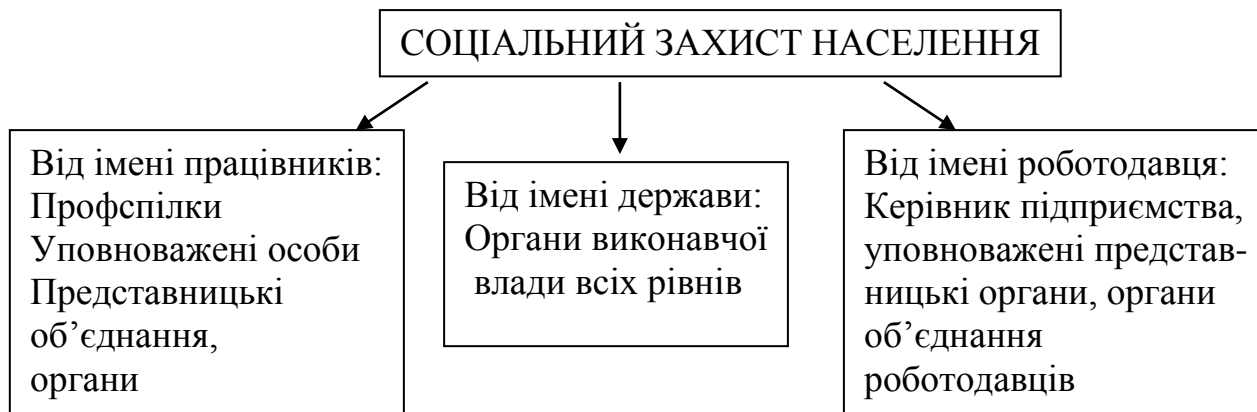 СОЦІАЛЬНИЙ ЗАХИСТ НАСЕЛЕННЯ
Від імені працівників:
Профспілки
Уповноважені особи
Представницькі
об’єднання,
органи
Від імені держави:
Органи виконавчої
влади всіх рівнів
Від імені роботодавця:
Керівник підприємства,
уповноважені представ-
ницькі органи, органи
об’єднання
роботодавців